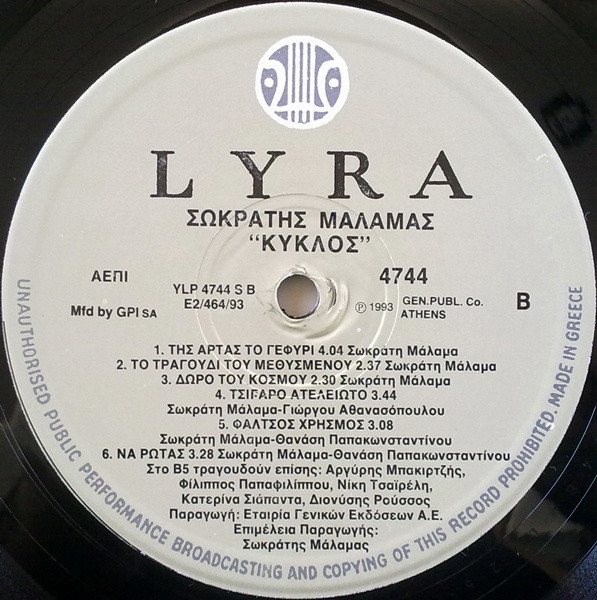 LYRA
ΣΩΚΡΑΤΗΣ ΜΑΛΑΜΑΣ
"ΚΥΚΛΟΣ"
ΑΕΠΙ
YLP 4744 S B
E2/464/93
Mfd by GPI SA
4744
Ⓟ 1993 GEN.PUBL. Co.
ATHENS
B
1. ΤΗΣ ΑΡΤΑΣ ΤΟ ΓΕΦΥΡΙ 4.04 Σωκράτη Μάλαμα
2. ΤΟ ΤΡΑΓΟΥΔΙ ΤΟΥ ΜΕΘΥΣΜΕΝΟΥ 2.37 Σωκράτη Μάλαμα
3. ΔΩΡΟ ΤΟΥ ΚΟΣΜΟΥ 2.30 Σωκράτη Μάλαμα
4. ΤΣΙΓΑΡΟ ΑΤΕΛΕΙΩΤΟ 3.44
Σωκράτη Μάλαμα-Γιώργου Αθανασόπουλου
5. ΦΑΛΤΣΟΣ ΧΡΗΣΜΟΣ 3.08
Σωκράτη Μάλαμα-Θανάση Παπακωνσταντίνου
6. ΝΑ ΡΩΤΑΣ 3.28 Σωκράτη Μάλαμα-Θανάση Παπακωνσταντίνου
Στο Β5 τραγουδούν επίσης: Αργύρης Μπακιρτζής,
Φίλιππος Παπαφιλίππου, Νίκη Τσαϊρέλη,
Κατερίνα Σιάπαντα, Διονύσης Ρούσσος
Παραγωγή: Εταιρία Γενικών Εκδόσεων Α.Ε.
Επιμέλεια Παραγωγής:
Σωκράτης Μάλαμας
UNAUTHORISED PUBLIC PERFORMANCE BROADCASTING AND COPYING OF THIS RECORD PROHIBITED. MADE IN GREECE